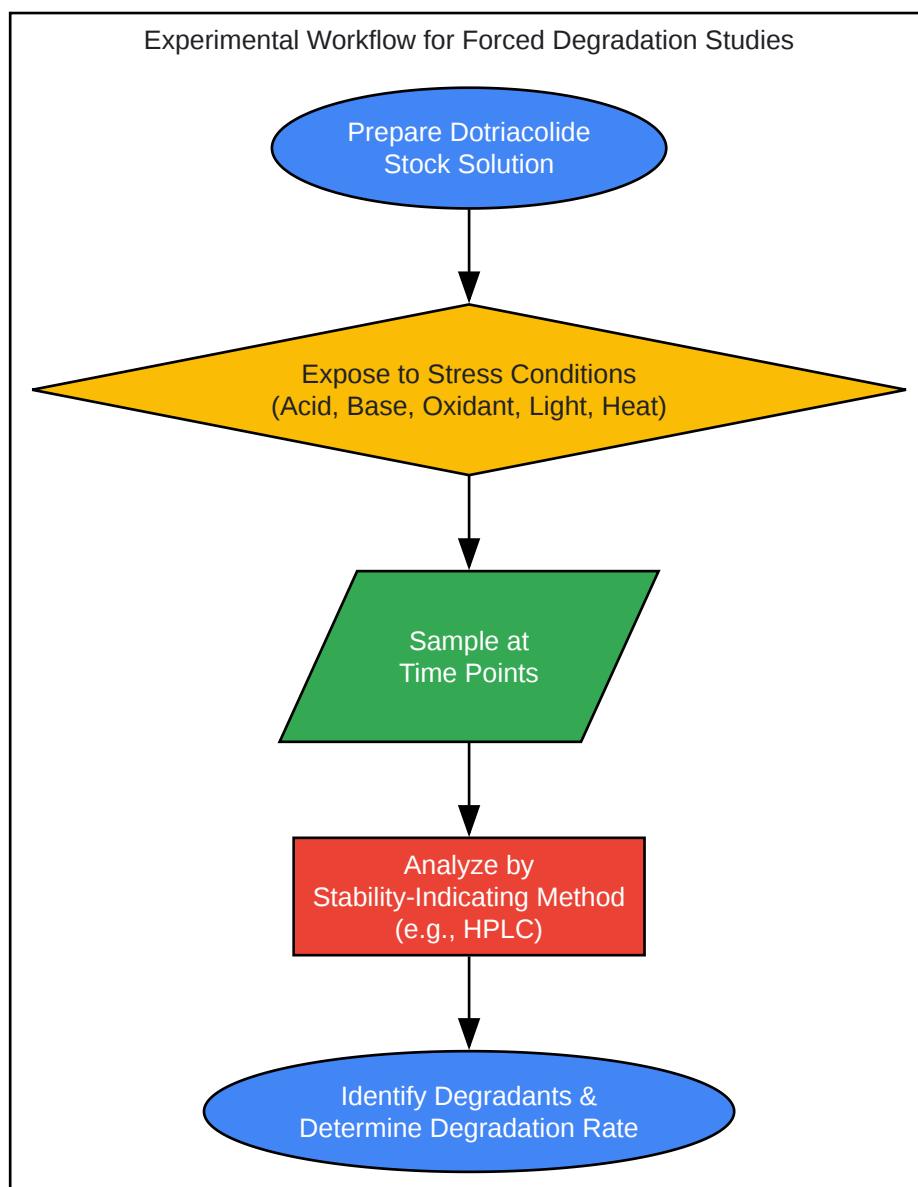 Experimental Workflow for Forced Degradation Studies
Prepare Dotriacolide
Stock Solution
Expose to Stress Conditions
(Acid, Base, Oxidant, Light, Heat)
Sample at
Time Points
Analyze by
Stability-Indicating Method
(e.g., HPLC)
Identify Degradants &
Determine Degradation Rate